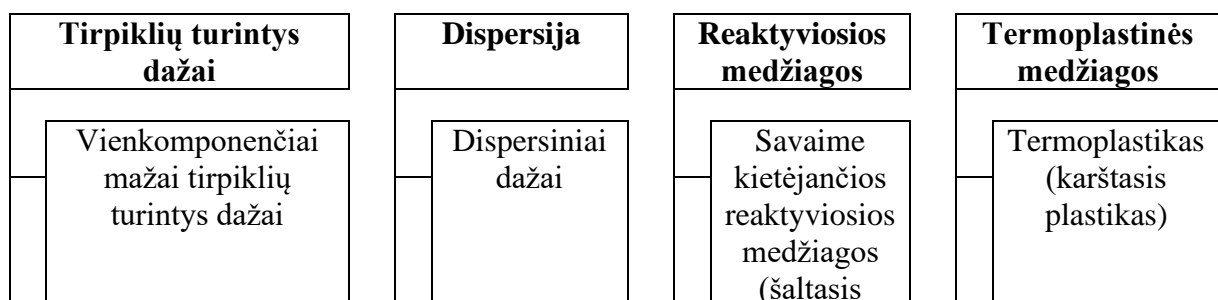 Tirpiklių turintys
dažai
Dispersija
Reaktyviosios
medžiagos
Termoplastinės
medžiagos
Vienkomponenčiai
mažai tirpiklių
turintys dažai
Dispersiniai
dažai
Savaime
kietėjančios
reaktyviosios
medžiagos
(šaltasis
Termoplastikas
(karštasis
plastikas)